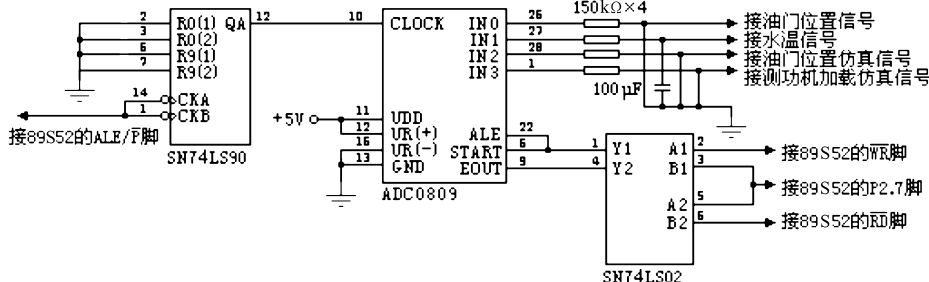 150kΩ×4
2 R0(1) QA 12 10 CLOCK IN0 26 接油门位置信号
3 R0(2) IN1 27 接水温信号
6 R9(1) IN2 28 接油门位置仿真信号
7 R9(2) IN3 1 接测功机加载仿真信号
100μF
14 CKA
1 CKB
接89S52的ALE/P̅脚
SN74LS90
+5V 11 UDD
12 UR(+) ALE 22
16 UR(-) START 6 1 Y1 A1 2 接89S52的W̅R̅脚
13 GND EOUT 9 4 Y2 B1 3
ADC0809
接89S52的P2.7脚
A2 5
B2 6 接89S52的R̅D̅脚
SN74LS02